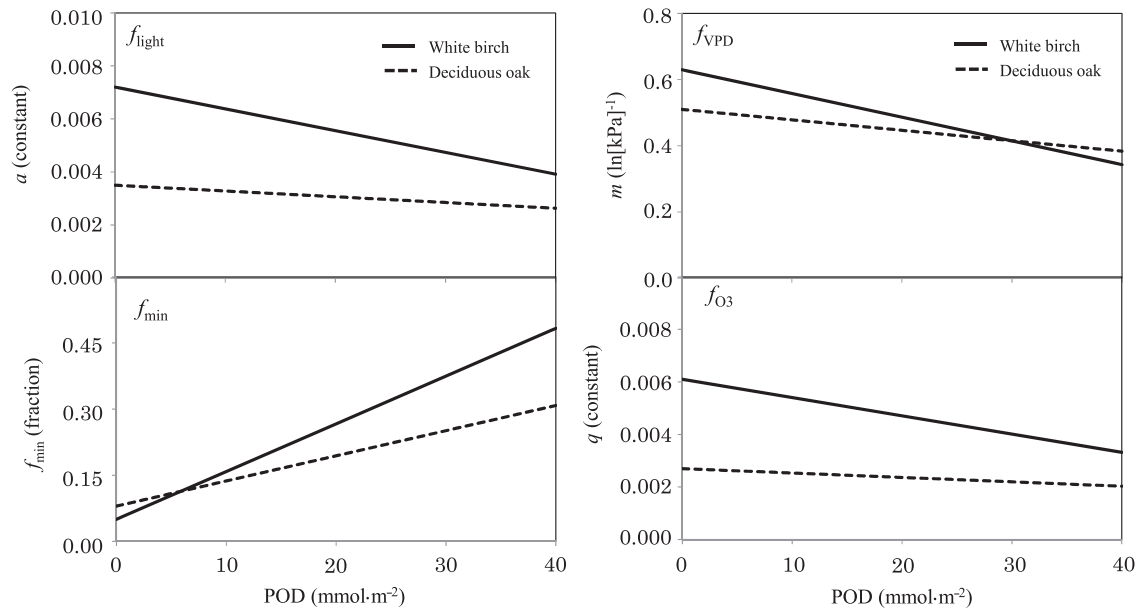 f_light
White birch
Deciduous oak
a (constant)
0.010
0.008
0.006
0.004
0.002
0.000
f_VPD
White birch
Deciduous oak
m (ln[kPa]⁻¹
0.8
0.6
0.4
0.2
0.0
f_min
f_min (fraction)
0.45
0.30
0.15
0.00
0 10 20 30 40
POD (mmol·m⁻²)
f_O3
q (constant)
0.008
0.006
0.004
0.002
0.000
0 10 20 30 40
POD (mmol·m⁻²)